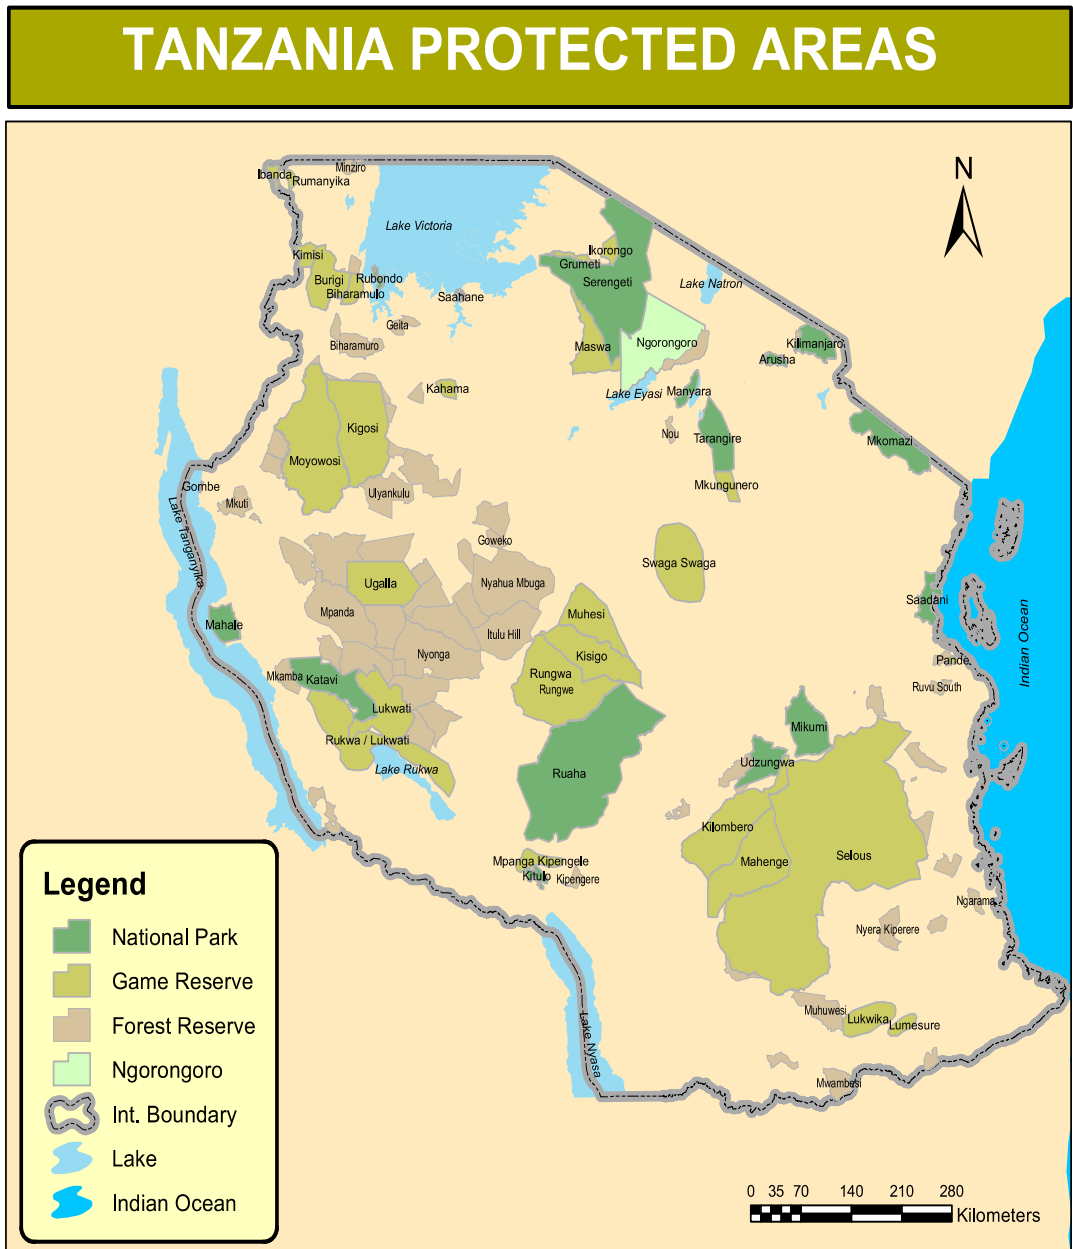 TANZANIA PROTECTED AREAS
N
Ibanda
Rumanyika
Minziro
Lake Victoria
Kimisi
Burigi
Biharamulo
Rubondo
Saahane
Geita
Biharamuro
Ikorongo
Grumeti
Serengeti
Lake Natron
Maswa
Ngorongoro
Kilimanjaro
Arusha
Lake Eyasi
Manyara
Kahama
Kigosi
Moyowosi
Nou
Tarangire
Mkomazi
Mkungunero
Gombe
Mkuti
Ulyankulu
Lake Tanganyika
Goweko
Swaga Swaga
Ugalla
Nyahua Mbuga
Mpanda
Muhesi
Saadani
Mahale
Itulu Hill
Nyonga
Kisigo
Indian Ocean
Pande
Mkamba
Katavi
Rungwa
Rungwe
Ruvu South
Lukwati
Mikumi
Rukwa / Lukwati
Lake Rukwa
Ruaha
Udzungwa
Kilombero
Mahenge
Selous
Mpanga Kipengele
Kitulo
Kipengere
Ngarama
Nyera Kiperere
Muhuwesi
Lukwika
Lumesure
Lake Nyasa
Mwambesi
Legend
National Park
Game Reserve
Forest Reserve
Ngorongoro
Int. Boundary
Lake
Indian Ocean
0 35 70 140 210 280
Kilometers